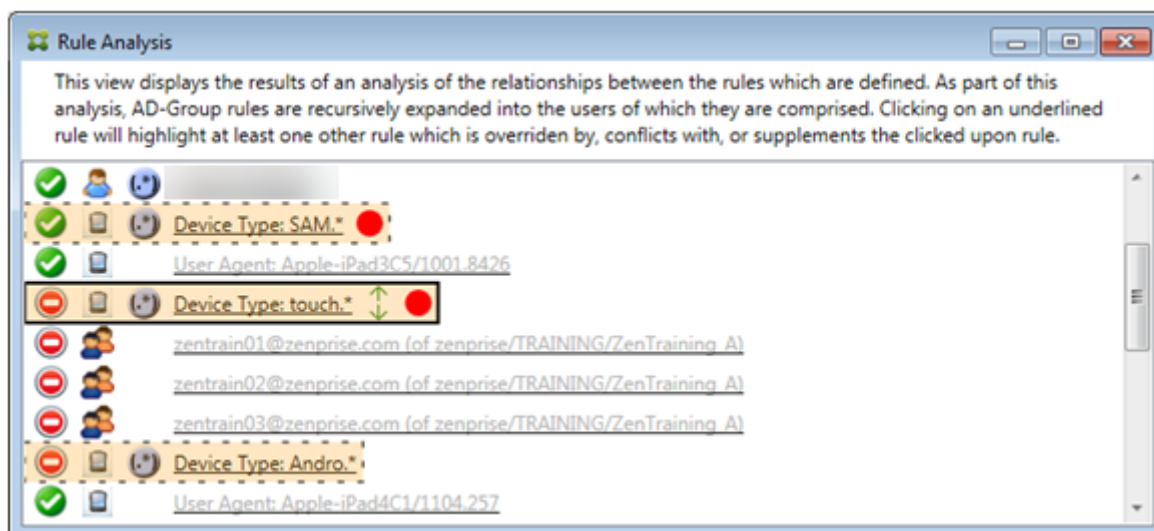 Rule Analysis
This view displays the results of an analysis of the relationships between the rules which are defined. As part of this
analysis, AD-Group rules are recursively expanded into the users of which they are comprised. Clicking on an underlined
rule will highlight at least one other rule which is overriden by, conflicts with, or supplements the clicked upon rule.
(.*)
(.*) Device Type: SAM.*
User Agent: Apple-iPad3C5/1001.8426
(.*) Device Type: touch.*
zentrain01@zenprise.com (of zenprise/TRAINING/ZenTraining A)
zentrain02@zenprise.com (of zenprise/TRAINING/ZenTraining A)
zentrain03@zenprise.com (of zenprise/TRAINING/ZenTraining A)
(.*) Device Type: Andro.*
User Agent: Apple-iPad4C1/1104.257